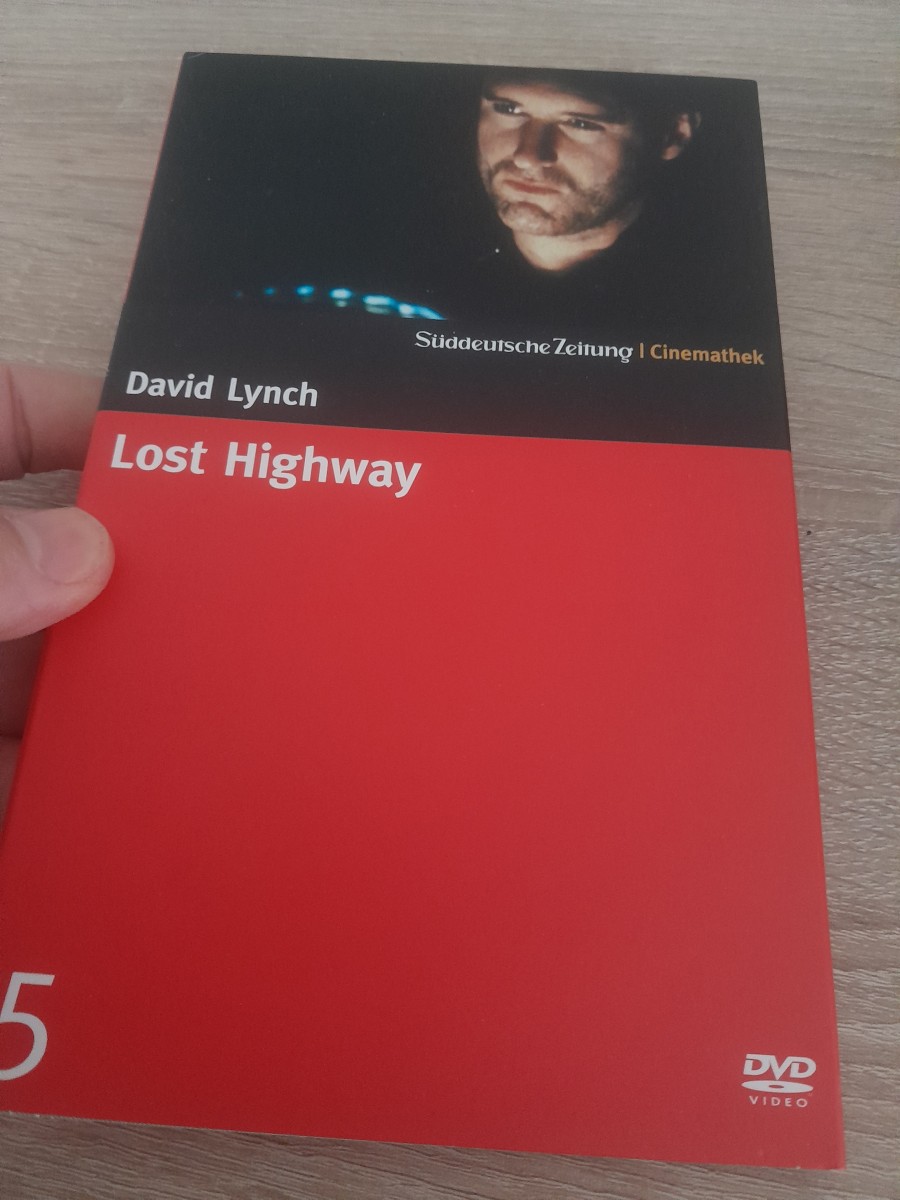 Süddeutsche Zeitung | Cinemathek
David Lynch
Lost Highway
5
DVD
VIDEO